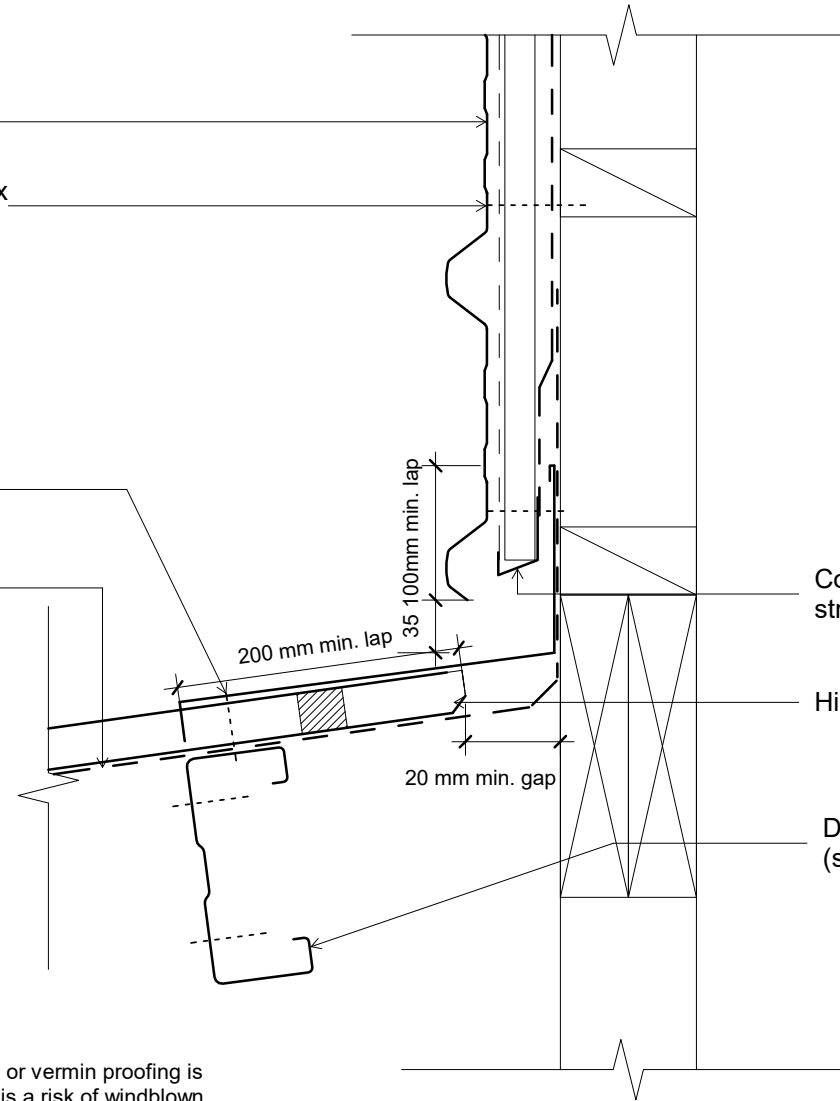 x
100mm min. lap
35
200 mm min. lap
Co
str
Hi
20 mm min. gap
D
(s
or vermin proofing is
is a risk of windblown